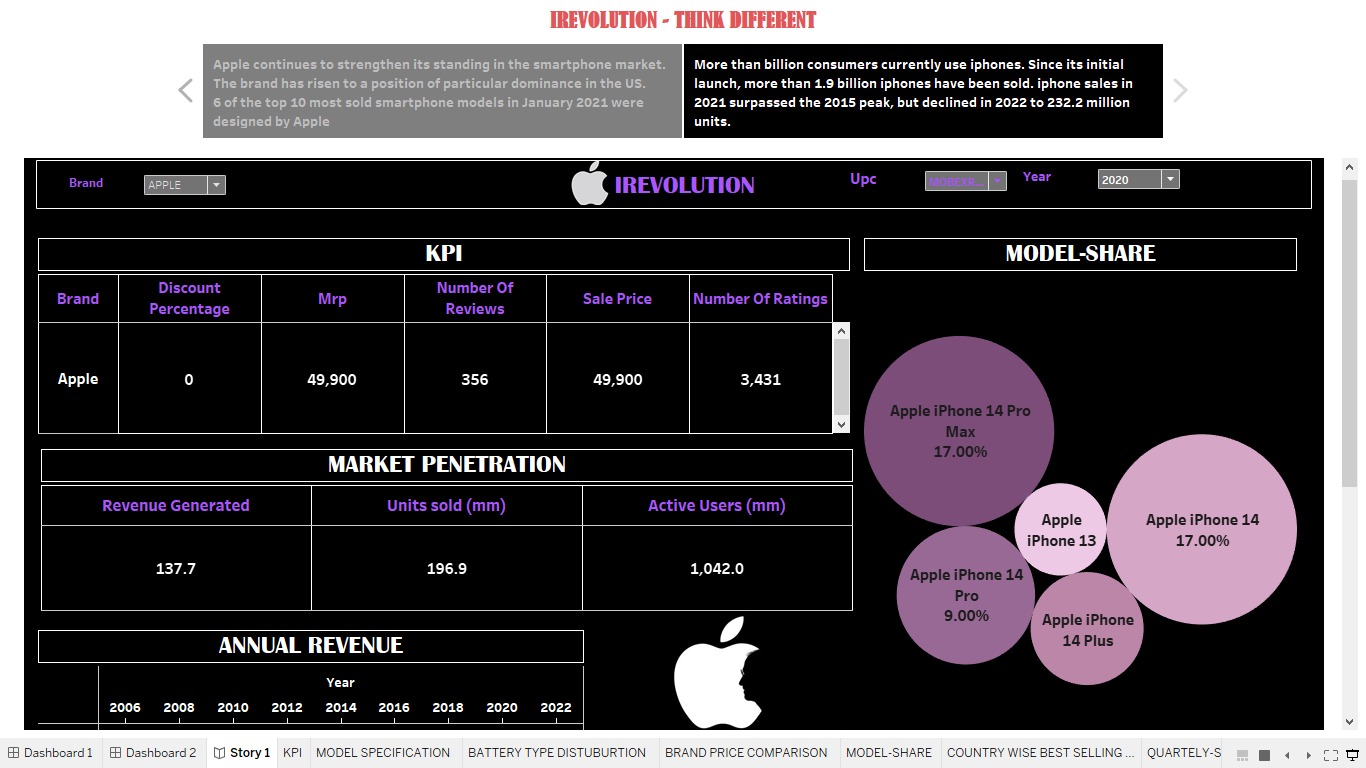 IREVOLUTION - THINK DIFFERENT
Apple continues to strengthen its standing in the smartphone market.
The brand has risen to a position of particular dominance in the US.
6 of the top 10 most sold smartphone models in January 2021 were
designed by Apple
More than billion consumers currently use iphones. Since its initial
launch, more than 1.9 billion iphones have been sold. iphone sales in
2021 surpassed the 2015 peak, but declined in 2022 to 232.2 million
units.
Brand
APPLE
IREVOLUTION
Upc
Year
2020
KPI
Brand
Discount
Percentage
Mrp
Number Of
Reviews
Sale Price
Number Of Ratings
Apple
0
49,900
356
49,900
3,431
MARKET PENETRATION
Revenue Generated
Units sold (mm)
Active Users (mm)
137.7
196.9
1,042.0
ANNUAL REVENUE
Year
2006 2008 2010 2012 2014 2016 2018 2020 2022
MODEL-SHARE
Apple iPhone 14 Pro
Max
17.00%
Apple
iPhone 13
Apple iPhone 14
17.00%
Apple iPhone 14
Pro
9.00%
Apple iPhone
14 Plus
Dashboard 1
Dashboard 2
Story 1
KPI
MODEL SPECIFICATION
BATTERY TYPE DISTUBURTION
BRAND PRICE COMPARISON
MODEL-SHARE
COUNTRY WISE BEST SELLING ...
QUARTELY-S